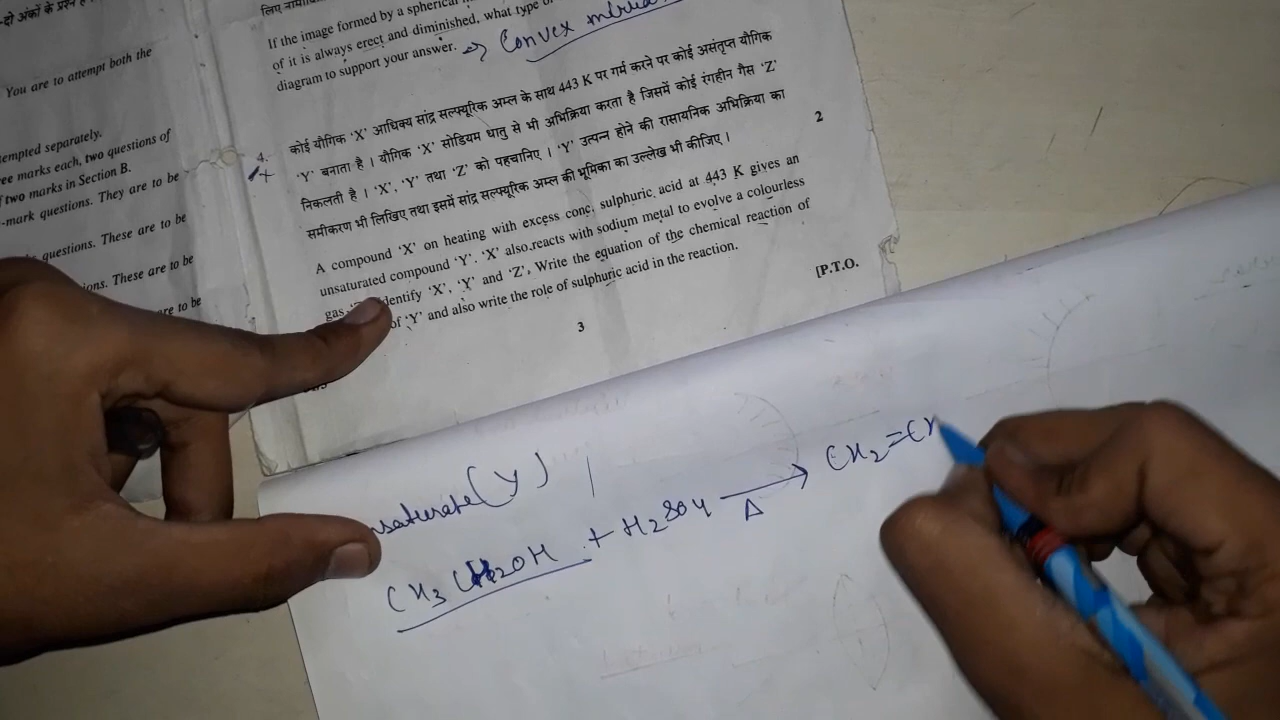 -दो अंकों के प्रश्न
You are to attempt both the
empted separately.
ee marks each, two questions of
two marks in Section B.
-mark questions. They are to be
questions. These are to be
ions. These are to be
re to be
लिए
If the image formed by a spherical
of it is always erect and diminished, what type
diagram to support your answer. => Convex
4.
कोई यौगिक 'X' आधिक्य सांद्र सल्फ्यूरिक अम्ल के साथ 443 K पर गर्म करने पर कोई असंतृप्त यौगिक
'Y' बनाता है । यौगिक 'X' सोडियम धातु से भी अभिक्रिया करता है जिसमें कोई रंगहीन गैस 'Z'
निकलती है । 'X', 'Y' तथा 'Z' को पहचानिए । 'Y' उत्पन्न होने की रासायनिक अभिक्रिया का
समीकरण भी लिखिए तथा इसमें सांद्र सल्फ्यूरिक अम्ल की भूमिका का उल्लेख भी कीजिए ।
2
A compound 'X' on heating with excess conc. sulphuric acid at 443 K gives an
unsaturated compound 'Y'. 'X' also reacts with sodium metal to evolve a colourless
gas identify 'X', 'Y' and 'Z'. Write the equation of the chemical reaction of
of 'Y' and also write the role of sulphuric acid in the reaction.
3
[P.T.O.
saturate (Y)
CH3CH2OH + H2SO4 → CH2=CH
Δ